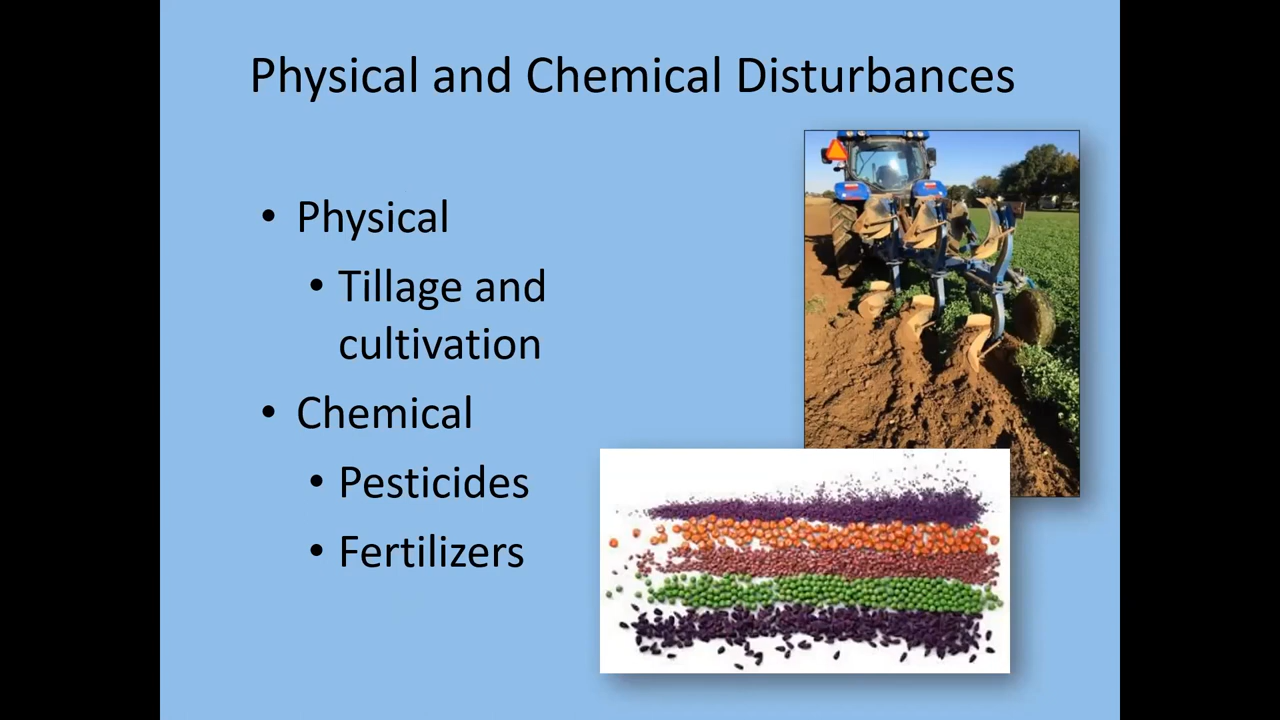 Physical and Chemical Disturbances
• Physical
• Tillage and
cultivation
• Chemical
• Pesticides
• Fertilizers